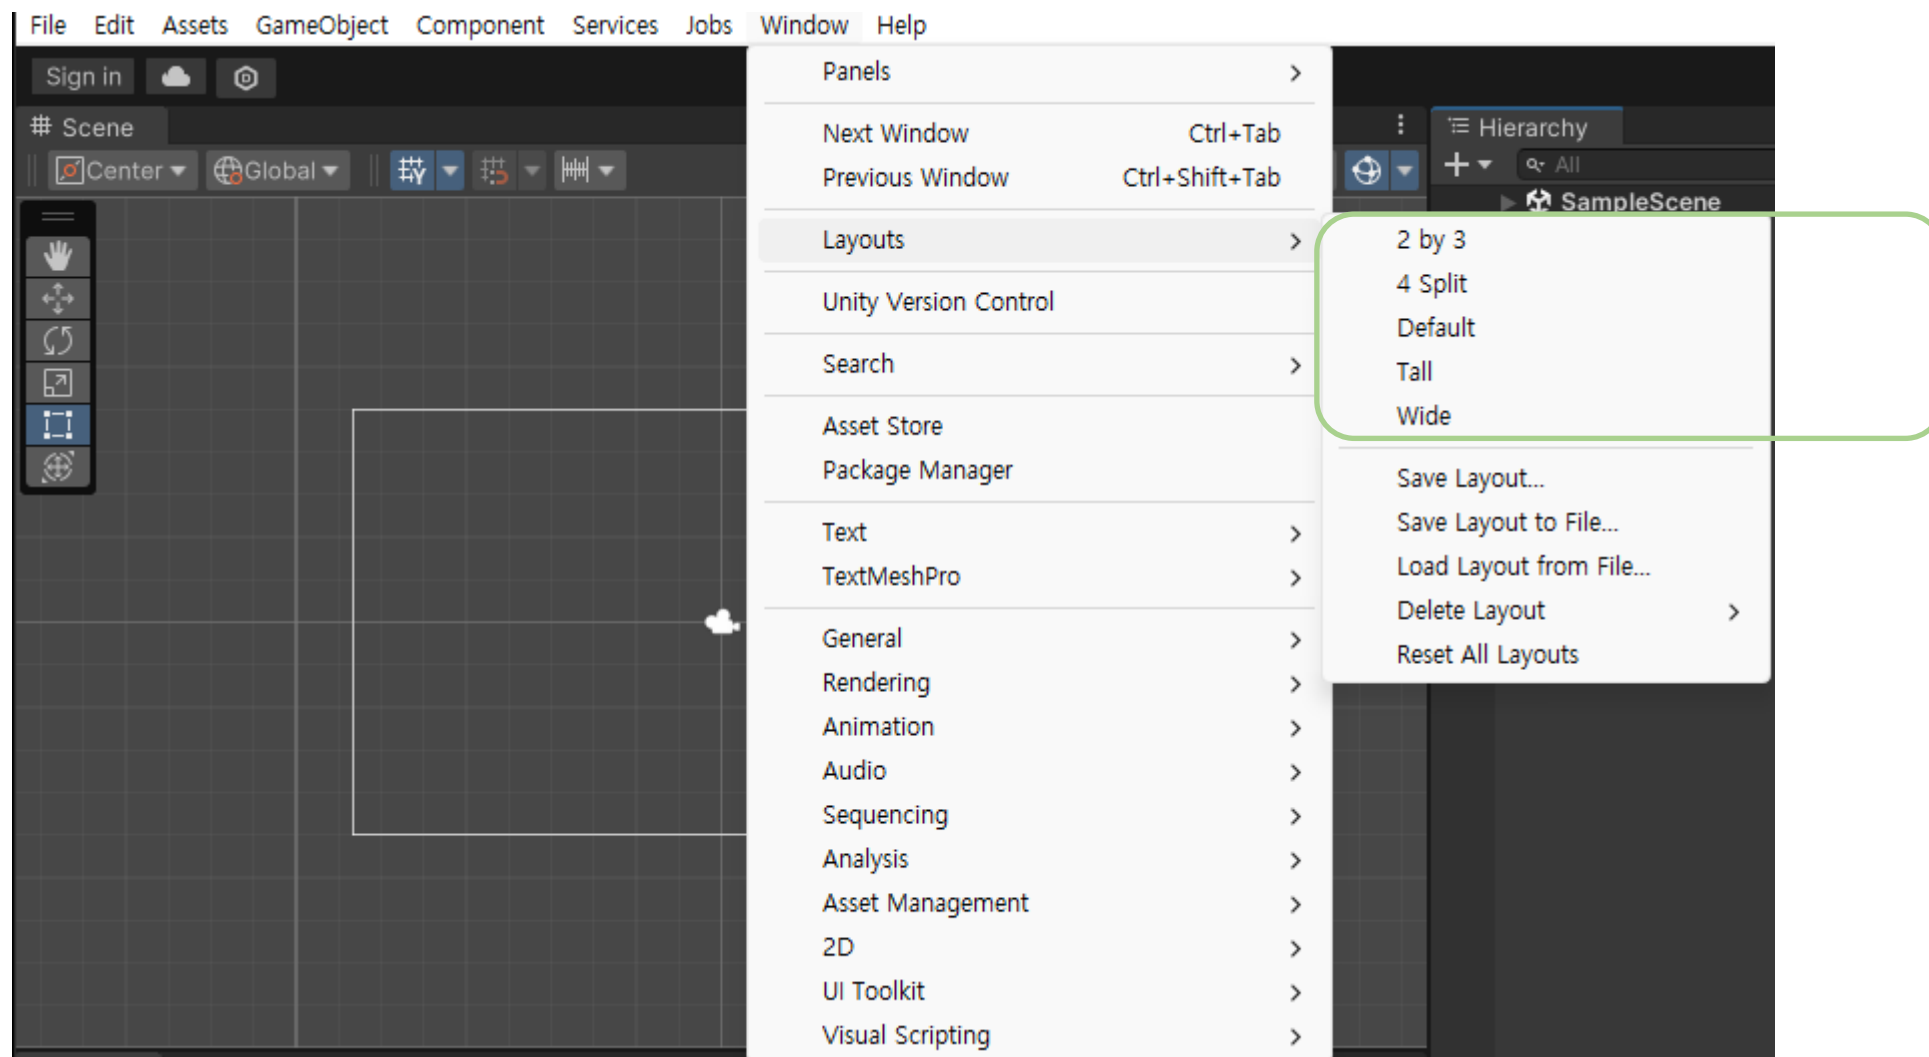 File Edit Assets GameObject Component Services Jobs Window Help
Sign in
Scene
Center
Global
Panels
Next Window Ctrl+Tab
Previous Window Ctrl+Shift+Tab
Layouts
Unity Version Control
Search
Asset Store
Package Manager
Text
TextMeshPro
General
Rendering
Animation
Audio
Sequencing
Analysis
Asset Management
2D
UI Toolkit
Visual Scripting
Hierarchy
All
SampleScene
2 by 3
4 Split
Default
Tall
Wide
Save Layout...
Save Layout to File...
Load Layout from File...
Delete Layout
Reset All Layouts